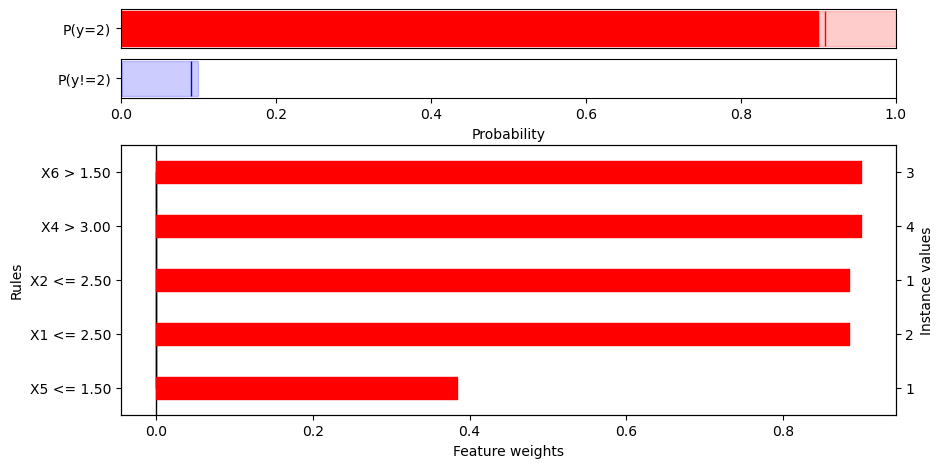 P(y=2)
P(y!=2)
0.0 0.2 0.4 0.6 0.8 1.0
Probability
X6 > 1.50 3
X4 > 3.00 4
X2 <= 2.50 1
X1 <= 2.50 2
X5 <= 1.50 1
Rules
Instance values
0.0 0.2 0.4 0.6 0.8
Feature weights